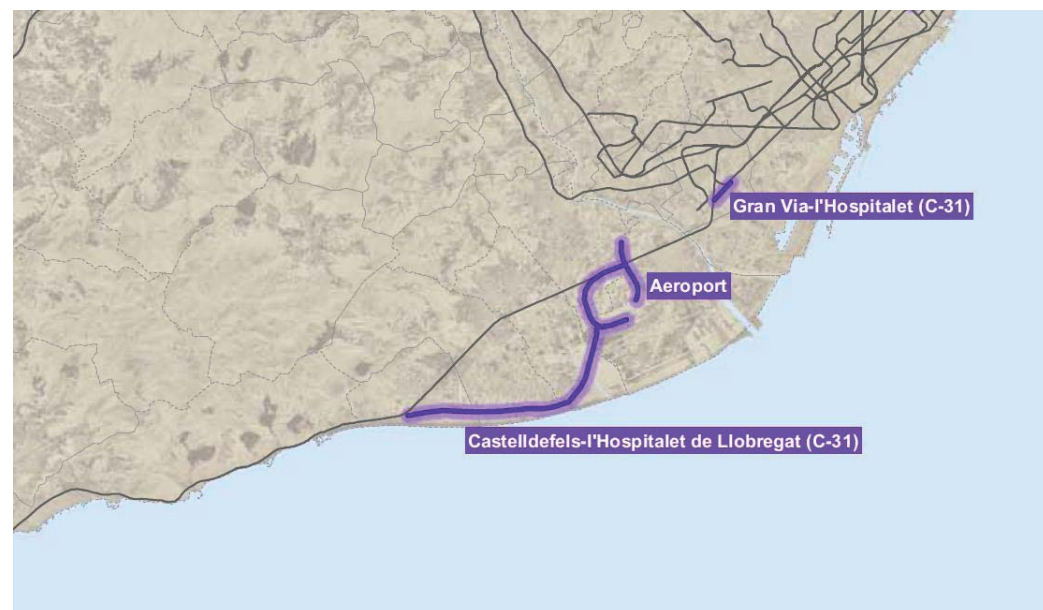 Gran Via-l'Hospitalet (C-31)
Aeroport
Castelldefels-l'Hospitalet de Llobregat (C-31)